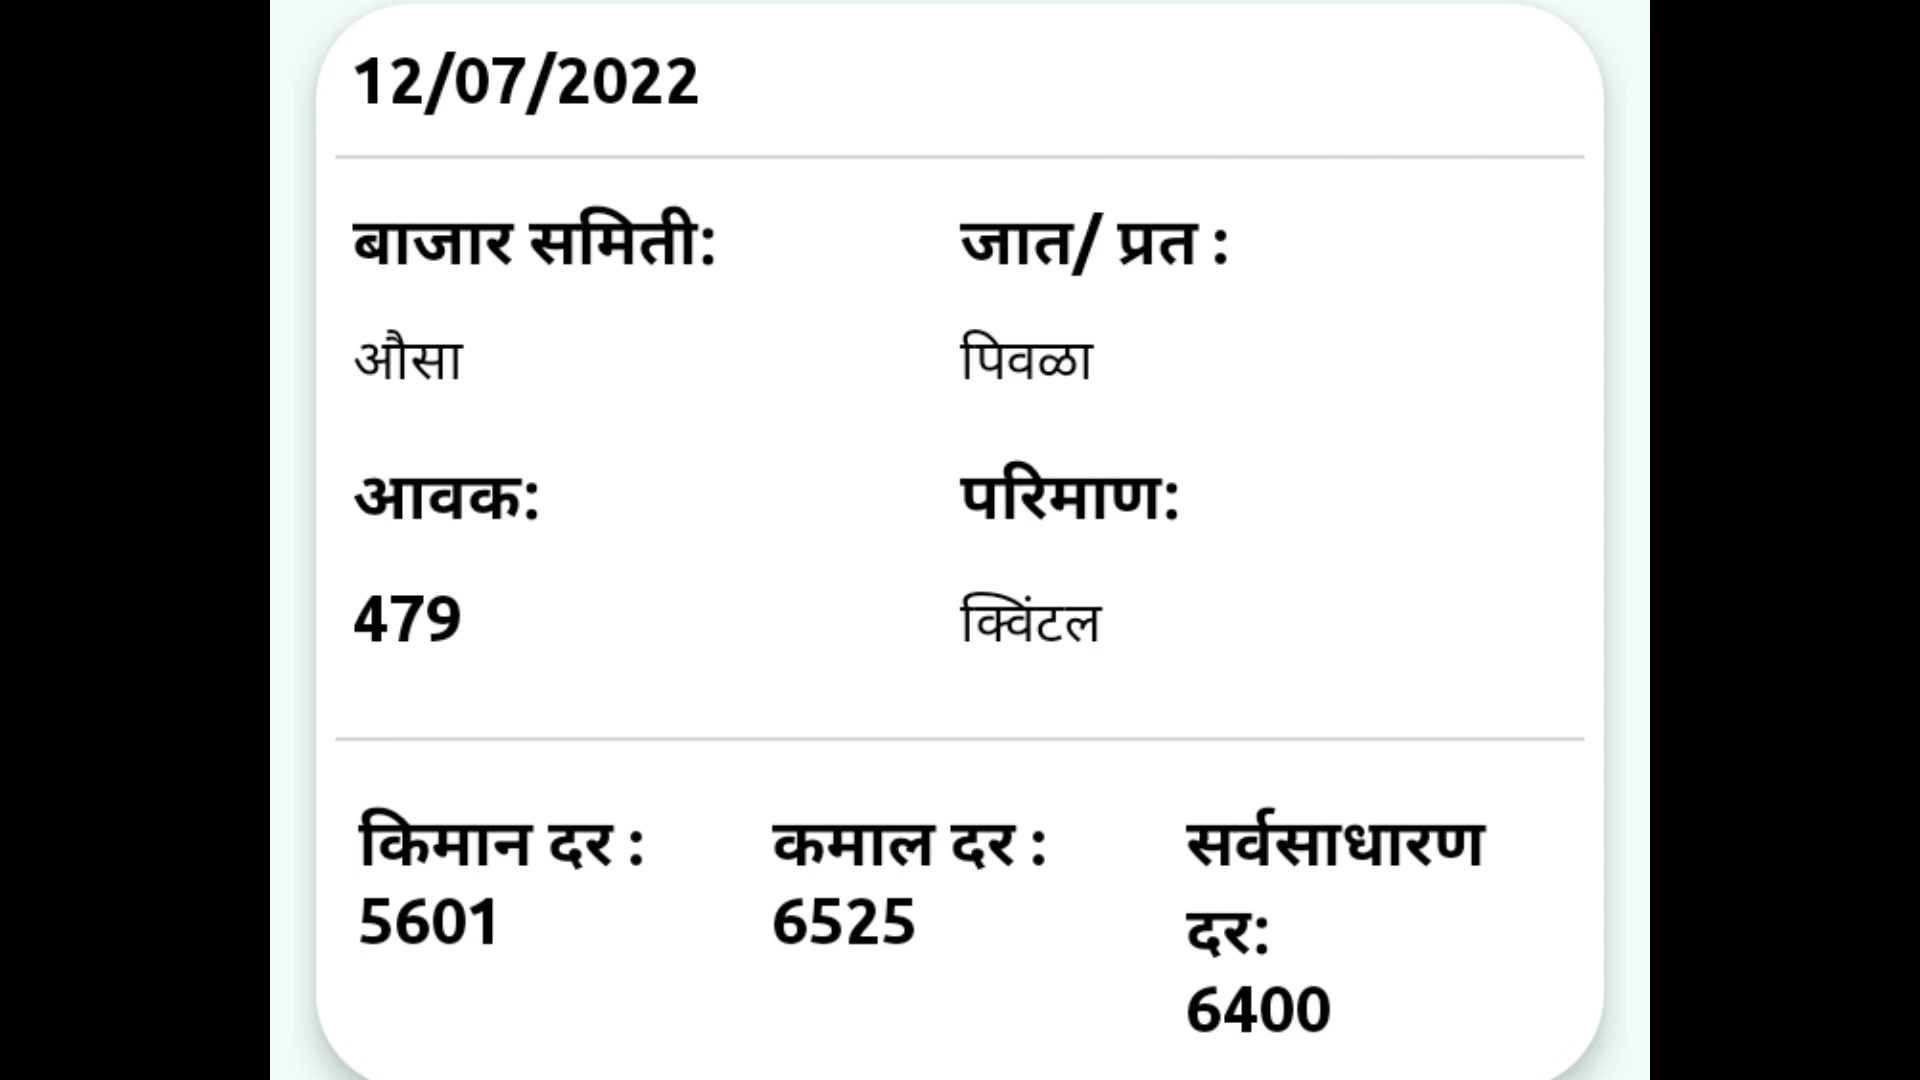 12/07/2022
बाजार समिती: जात/ प्रत :
औसा पिवळा
आवक: परिमाण:
479 क्विंटल
किमान दर : कमाल दर : सर्वसाधारण
5601 6525 दर:
6400